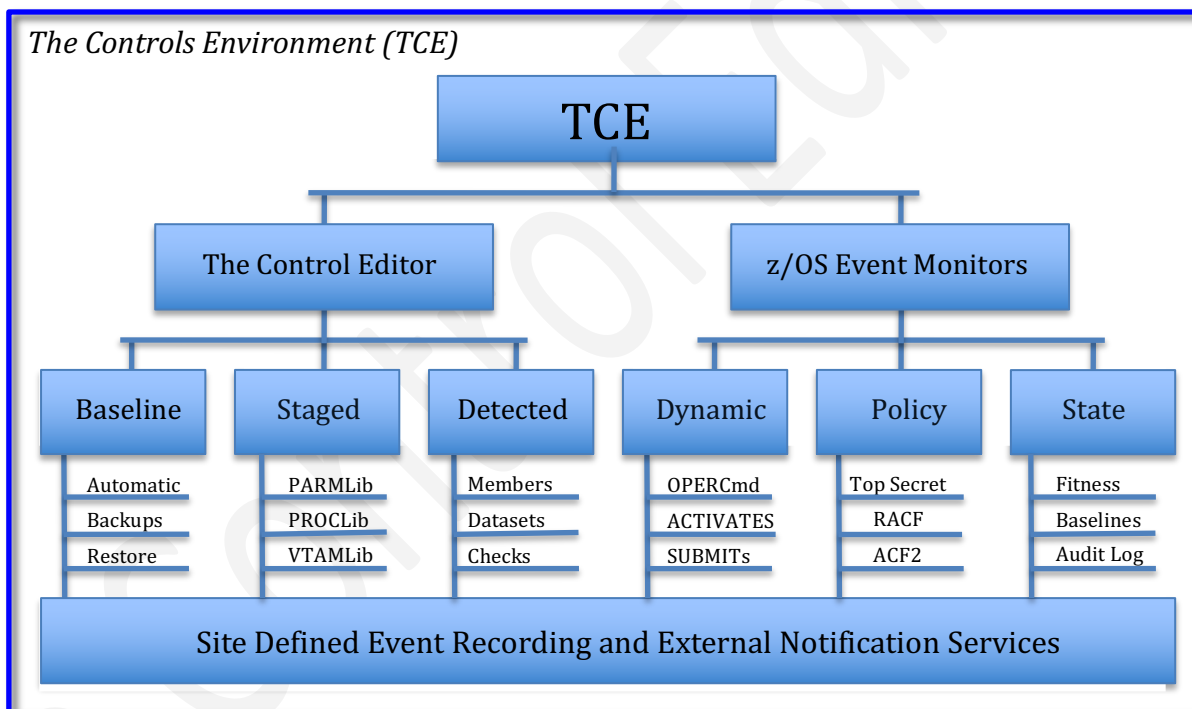 The Controls Environment (TCE)
TCE
The Control Editor
z/OS Event Monitors
Baseline
Staged
Detected
Dynamic
Policy
State
Automatic
Backups
Restore
PARMLib
PROCLib
VTAMLib
Members
Datasets
Checks
OPERCmd
ACTIVATES
SUBMITs
Top Secret
RACF
ACF2
Fitness
Baselines
Audit Log
Site Defined Event Recording and External Notification Services